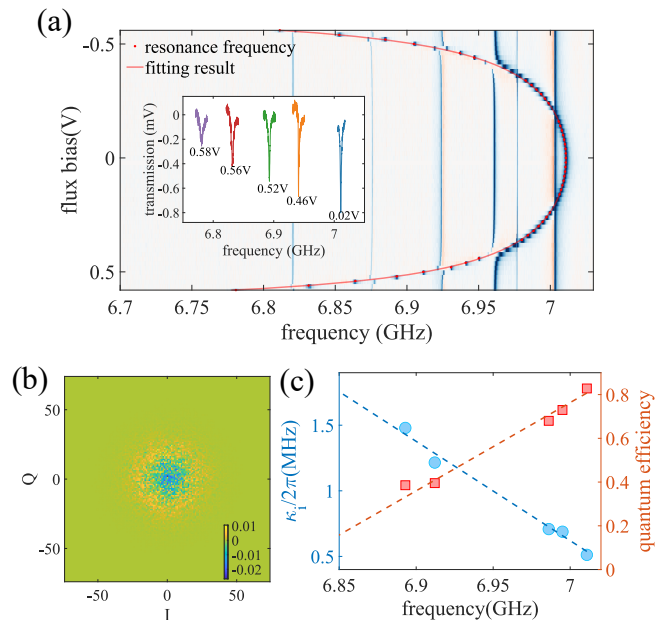 (a)
-0.5
0
0.5
flux bias(V)
resonance frequency
fitting result
0
-0.2
-0.4
-0.6
-0.8
transmission (mV)
0.58V
0.56V
0.52V
0.46V
0.02V
6.8 6.9 7
frequency (GHz)
6.7 6.75 6.8 6.85 6.9 6.95 7
frequency (GHz)
(b)
50
0
-50
Q
0.01
0
-0.01
-0.02
-50 0 50
I
(c)
1.5
1
0.5
κi/2π(MHz)
0.8
0.6
0.4
0.2
0
quantum efficiency
6.85 6.9 6.95 7
frequency(GHz)